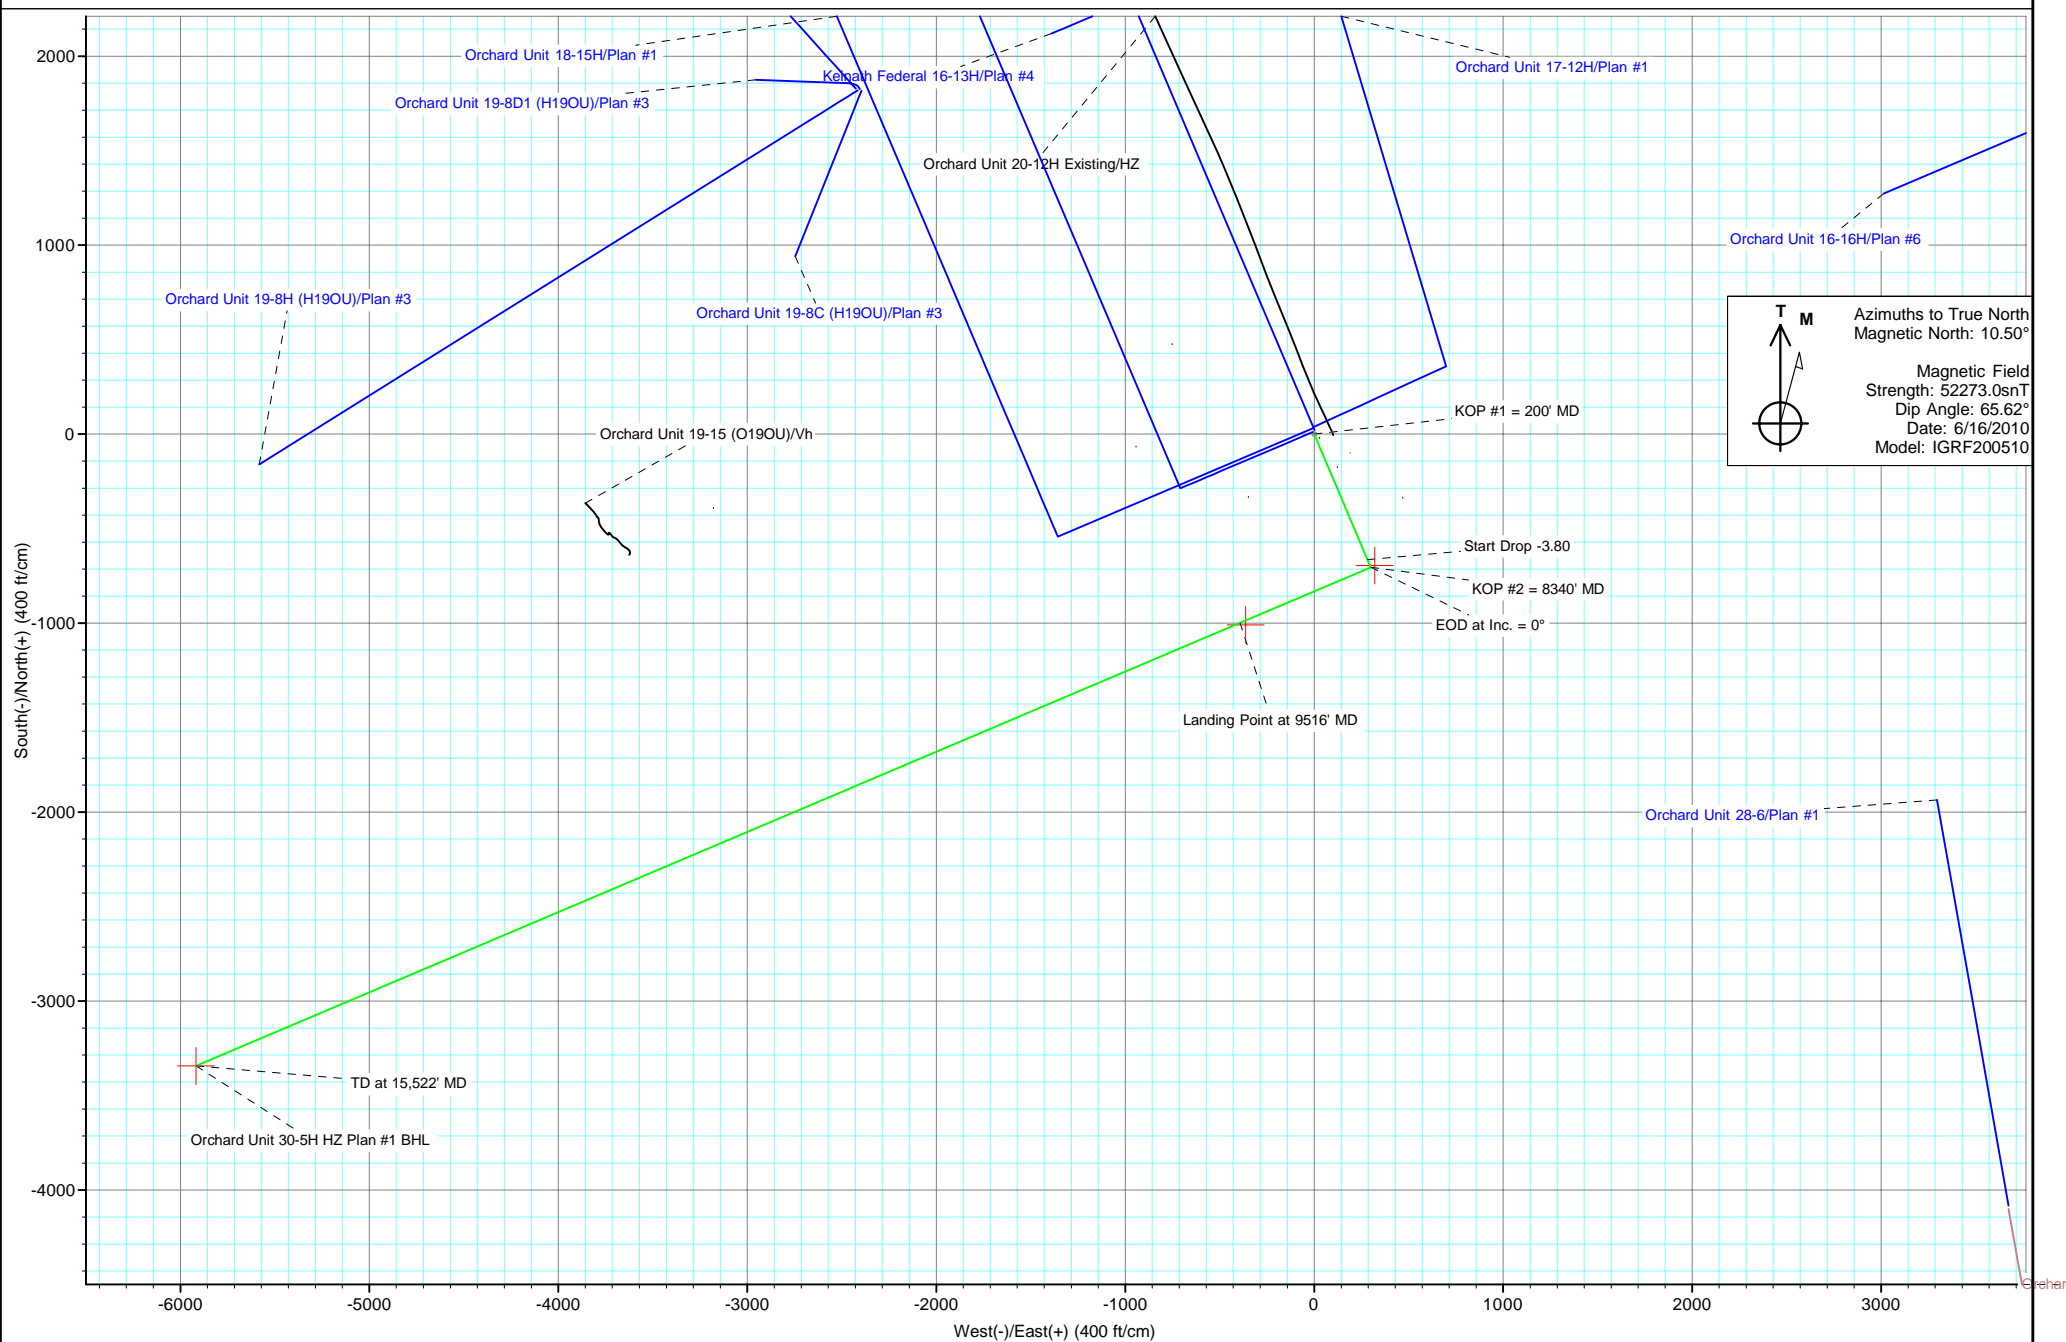 Orchard Unit 18-15H/Plan #1
Keinath Federal 16-13H/Plan #4
Orchard Unit 17-12H/Plan #1
Orchard Unit 19-8D1 (H19OU)/Plan #3
Orchard Unit 20-12H Existing/HZ
Orchard Unit 16-16H/Plan #6
Orchard Unit 19-8H (H19OU)/Plan #3
Orchard Unit 19-8C (H19OU)/Plan #3
T M
Azimuths to True North
Magnetic North: 10.50°
Magnetic Field
Strength: 52273.0snT
Dip Angle: 65.62°
Date: 6/16/2010
Model: IGRF200510
KOP #1 = 200' MD
Orchard Unit 19-15 (O19OU)/Vh
Start Drop -3.80
KOP #2 = 8340' MD
EOD at Inc. = 0°
Landing Point at 9516' MD
Orchard Unit 28-6/Plan #1
TD at 15,522' MD
Orchard Unit 30-5H HZ Plan #1 BHL
Orchar
2000
1000
0
-1000
-2000
-3000
-4000
South(-)/North(+) (400 ft/cm)
-6000 -5000 -4000 -3000 -2000 -1000 0 1000 2000 3000
West(-)/East(+) (400 ft/cm)